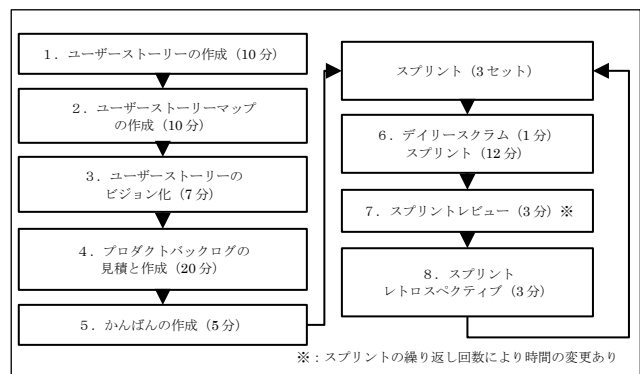 1．ユーザーストーリーの作成（10 分）
2．ユーザーストーリーマップ
の作成（10 分）
3．ユーザーストーリーの
ビジョン化（7 分）
4．プロダクトバックログの
見積と作成（20 分）
5．かんばんの作成（5 分）
スプリント（3 セット）
6．デイリースクラム（1 分）
スプリント（12 分）
7．スプリントレビュー（3 分）※
8．スプリント
レトロスペクティブ（3 分）
※：スプリントの繰り返し回数により時間の変更あり